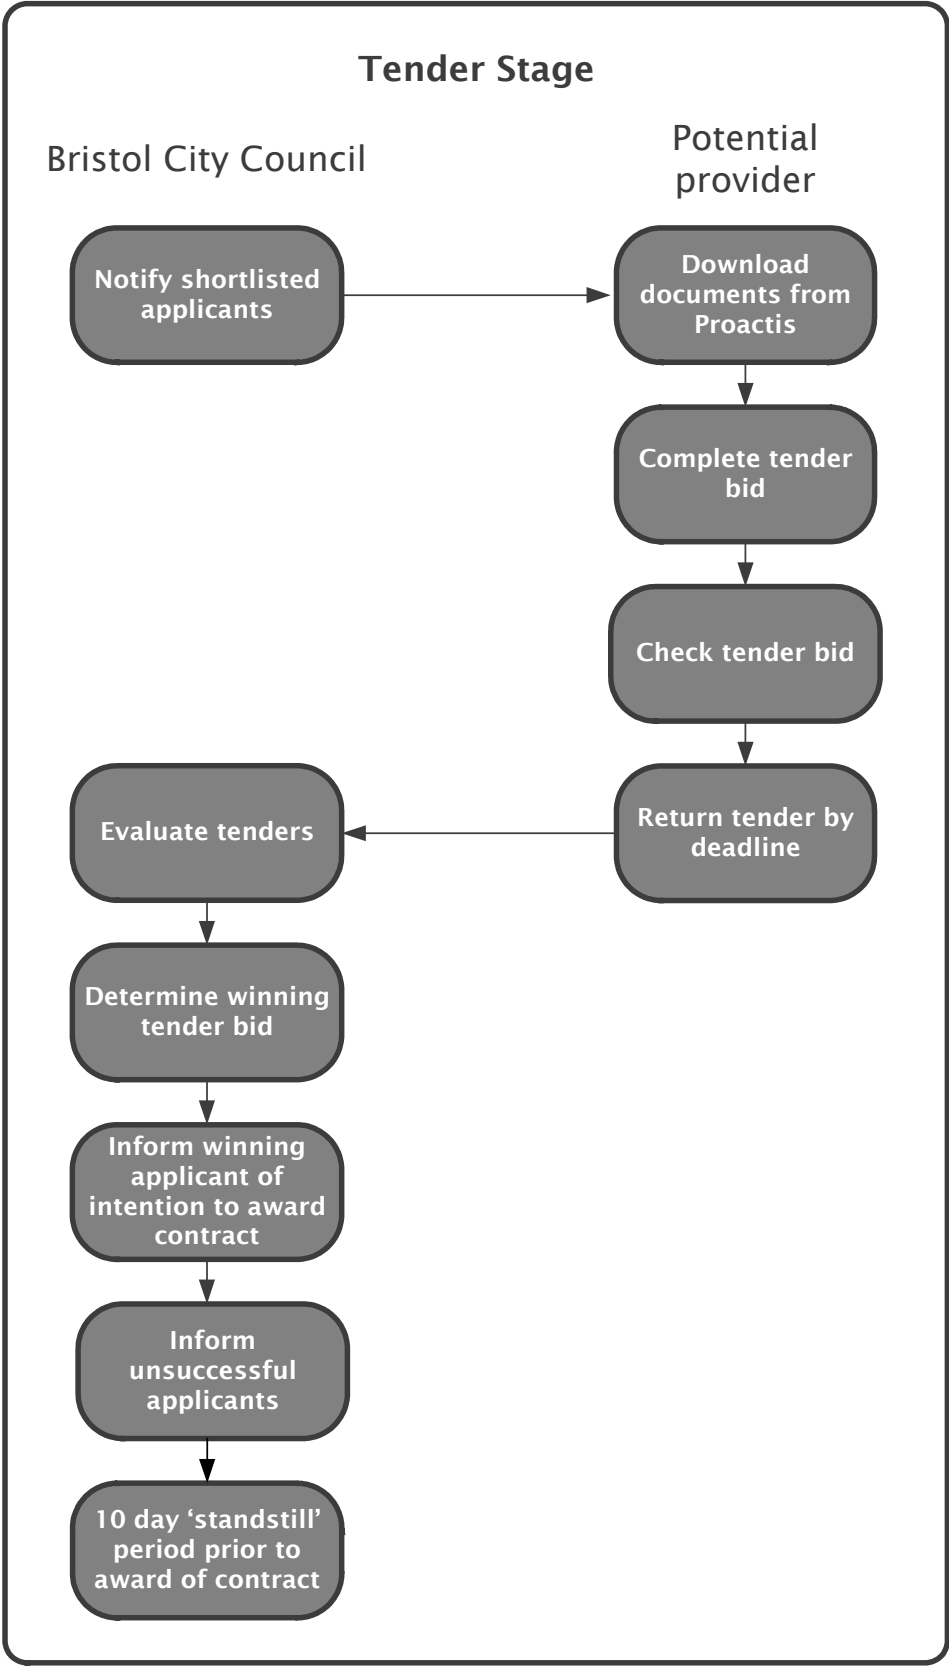 Tender Stage
Bristol City Council
Potential
provider
Notify shortlisted
applicants
Download
documents from
Proactis
Complete tender
bid
Check tender bid
Return tender by
deadline
Evaluate tenders
Determine winning
tender bid
Inform winning
applicant of
intention to award
contract
Inform
unsuccessful
applicants
10 day ‘standstill’
period prior to
award of contract